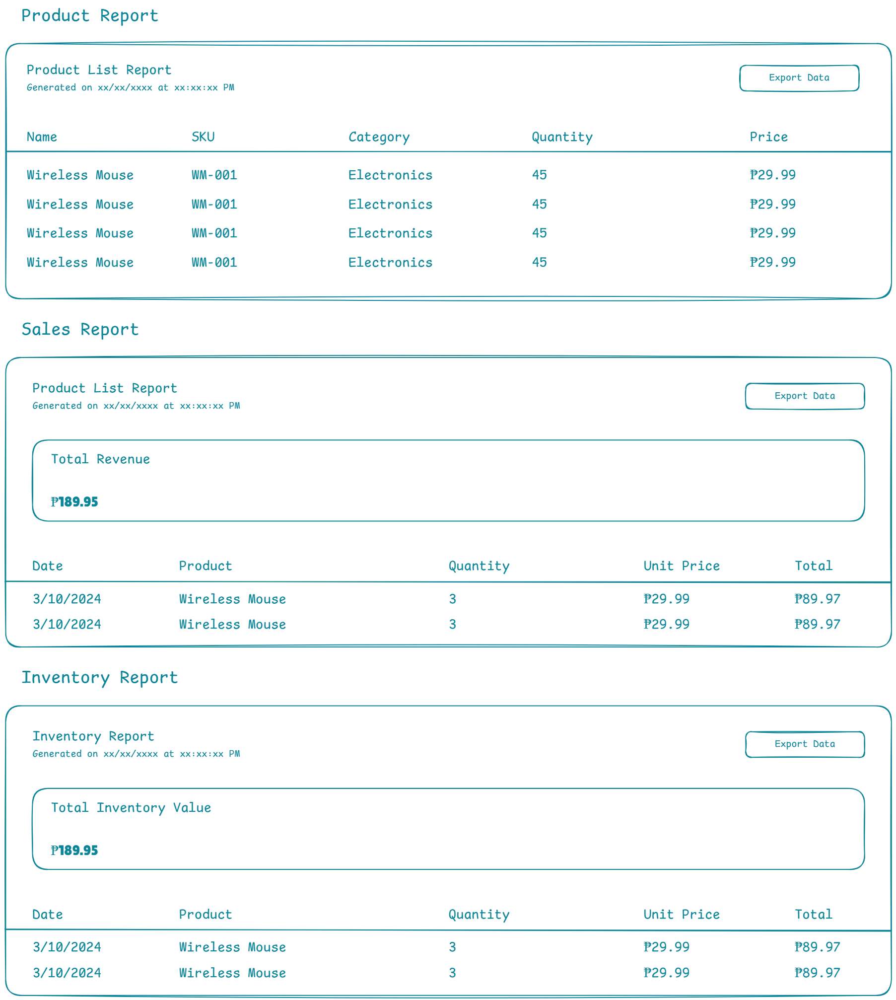 Product Report
Product List Report
Export Data
Generated on xx/xx/xxxx at xx:xx:xx PM
Name SKU Category Quantity Price
Wireless Mouse WM-001 Electronics 45 ₱29.99
Wireless Mouse WM-001 Electronics 45 ₱29.99
Wireless Mouse WM-001 Electronics 45 ₱29.99
Wireless Mouse WM-001 Electronics 45 ₱29.99
Sales Report
Product List Report
Export Data
Generated on xx/xx/xxxx at xx:xx:xx PM
Total Revenue
₱189.95
Date Product Quantity Unit Price Total
3/10/2024 Wireless Mouse 3 ₱29.99 ₱89.97
3/10/2024 Wireless Mouse 3 ₱29.99 ₱89.97
Inventory Report
Inventory Report
Export Data
Generated on xx/xx/xxxx at xx:xx:xx PM
Total Inventory Value
₱189.95
Date Product Quantity Unit Price Total
3/10/2024 Wireless Mouse 3 ₱29.99 ₱89.97
3/10/2024 Wireless Mouse 3 ₱29.99 ₱89.97